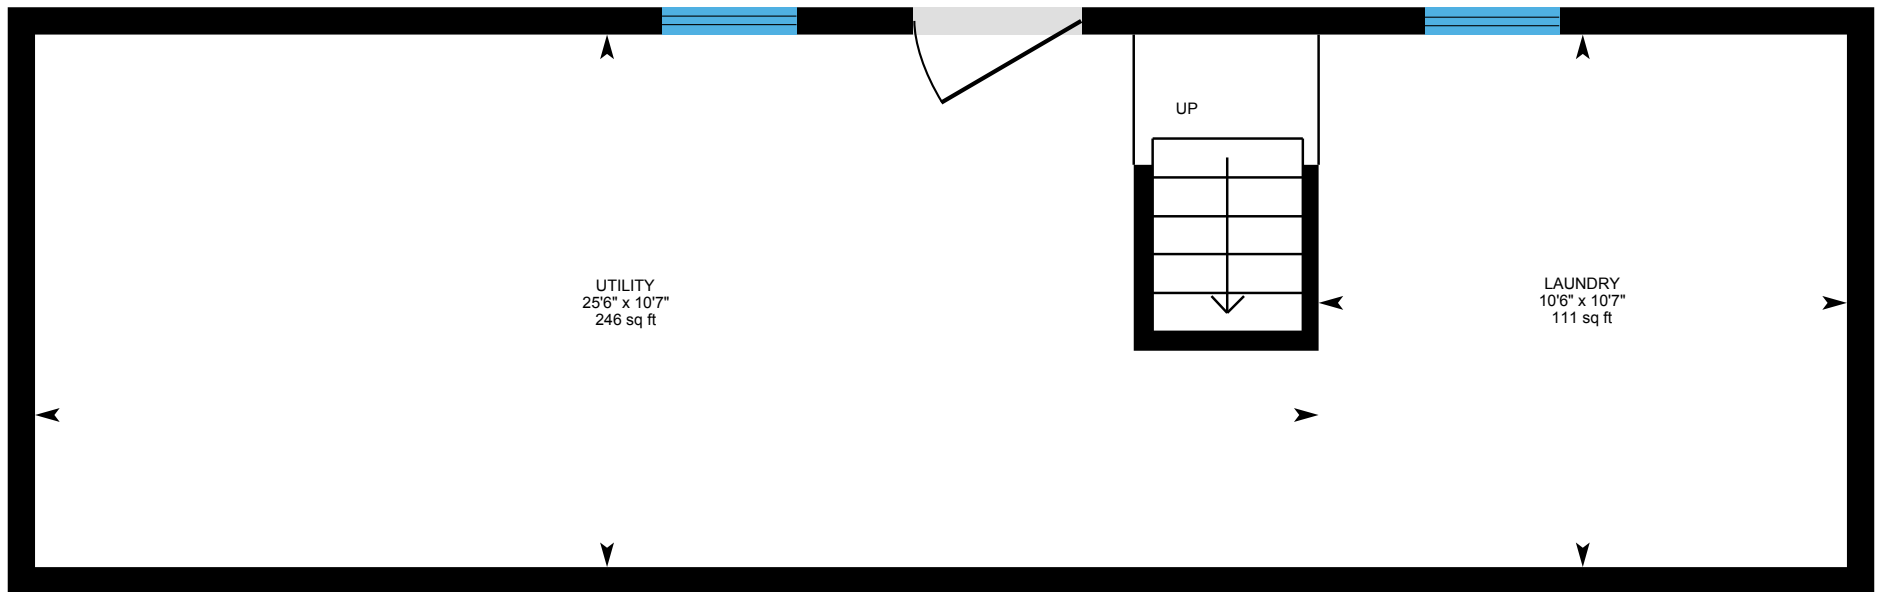 UP
UTILITY
25'6" x 10'7"
246 sq ft
LAUNDRY
10'6" x 10'7"
111 sq ft